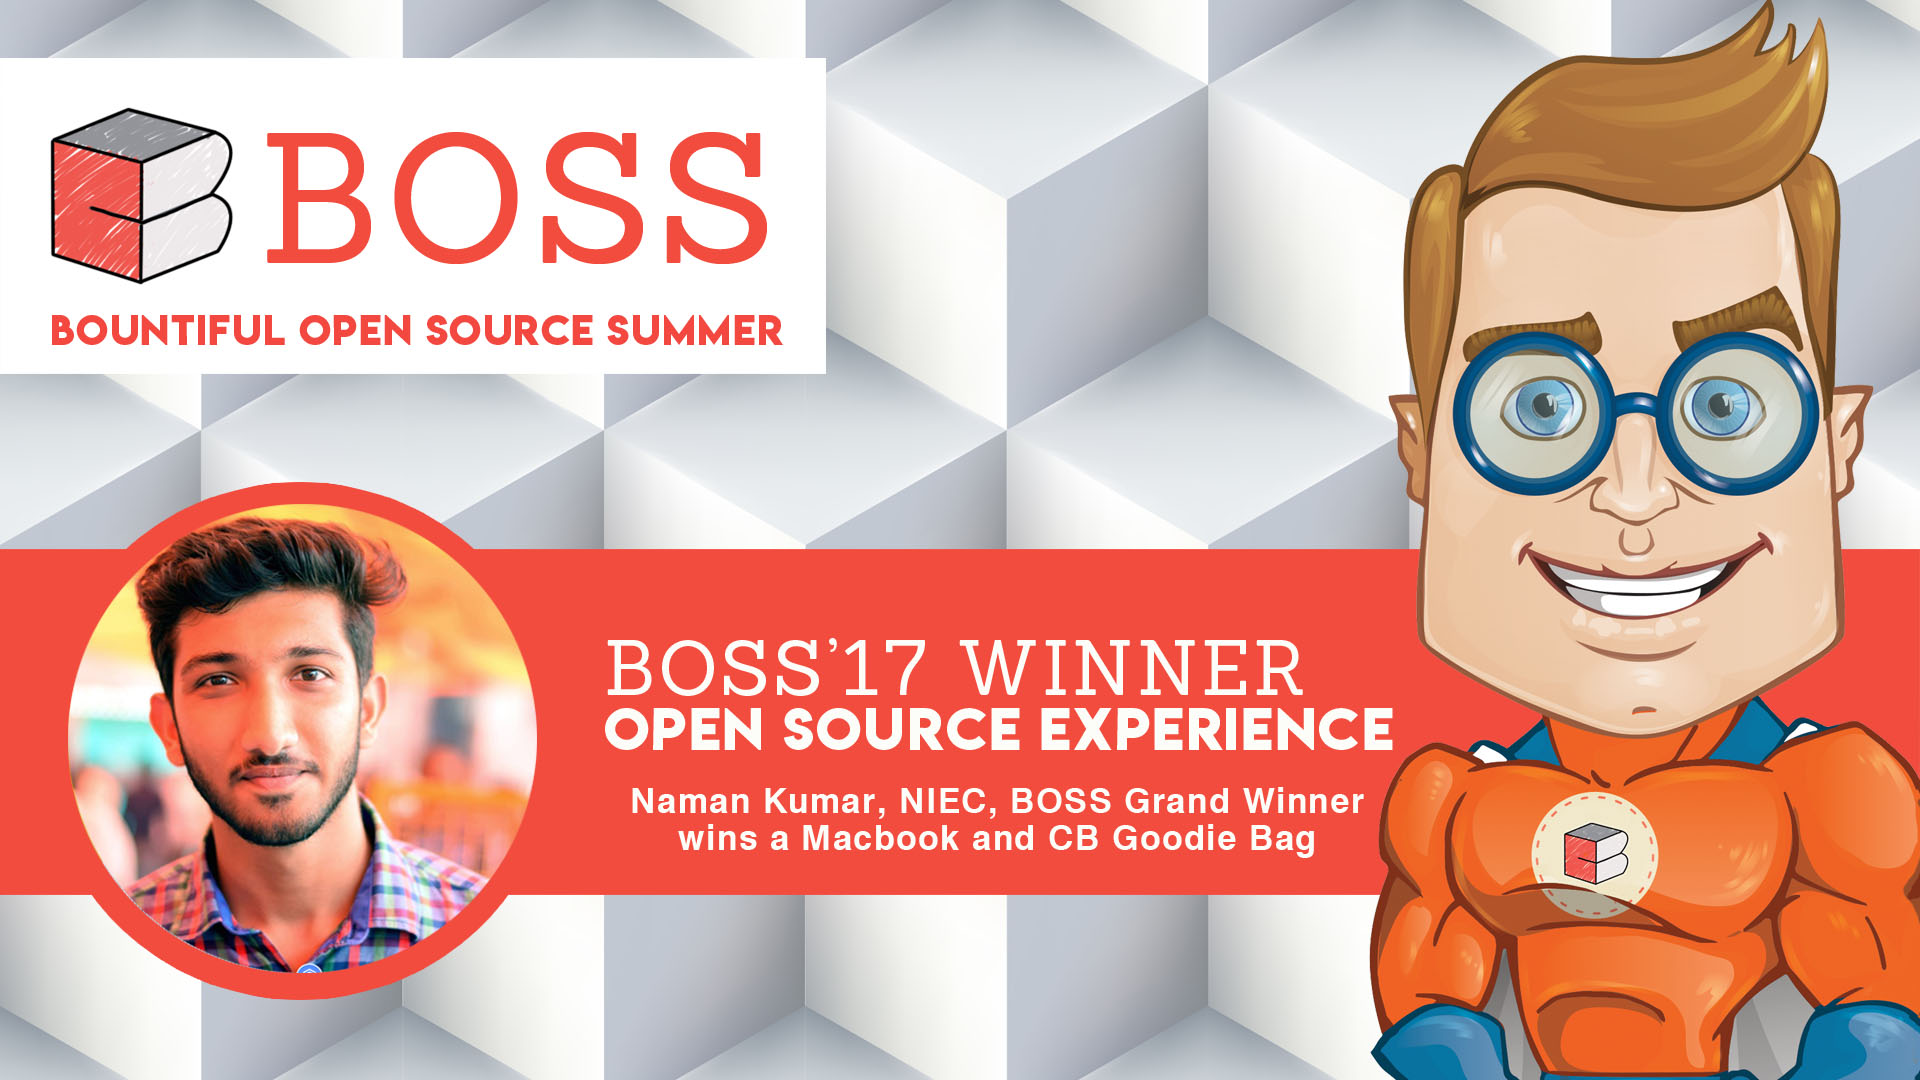 BOSS
BOUNTIFUL OPEN SOURCE SUMMER
BOSS'17 WINNER
OPEN SOURCE EXPERIENCE
Naman Kumar, NIEC, BOSS Grand Winner
wins a Macbook and CB Goodie Bag